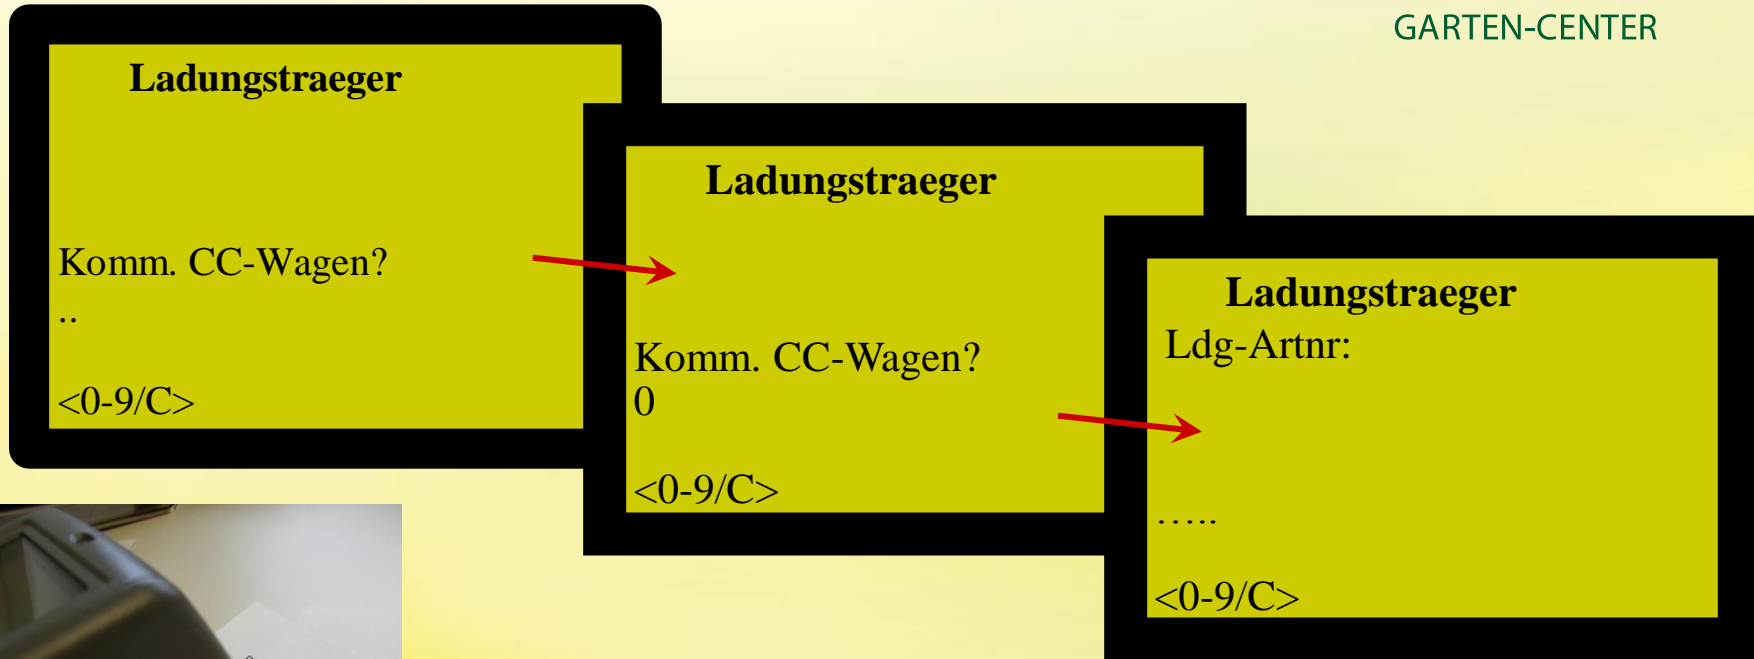 GARTEN-CENTER
Ladungstraeger
Komm. CC-Wagen?
..
<0-9/C>
Ladungstraeger
Komm. CC-Wagen?
0
<0-9/C>
Ladungstraeger
Ldg-Artnr:
.....
<0-9/C>